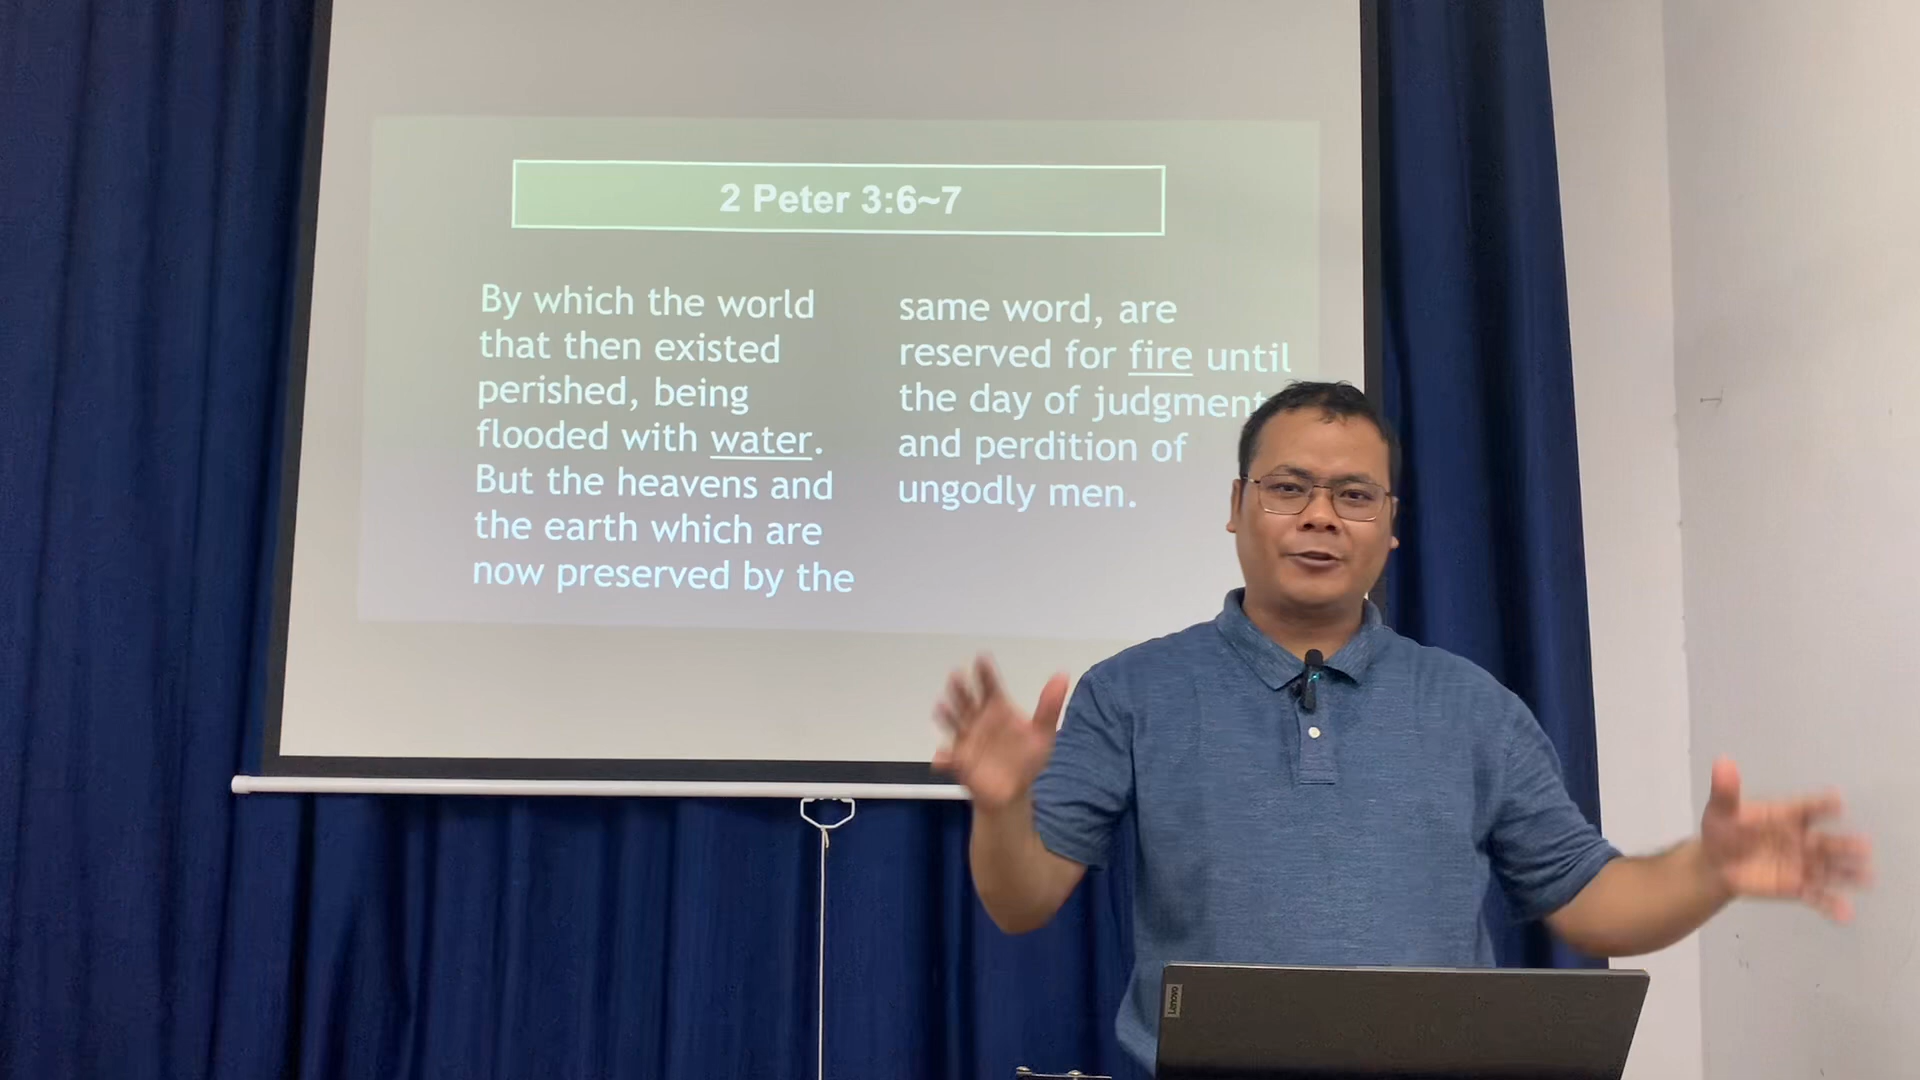 2 Peter 3:6~7
By which the world
that then existed
perished, being
flooded with water.
But the heavens and
the earth which are
now preserved by the
same word, are
reserved for fire until
the day of judgment
and perdition of
ungodly men.
Lenovo